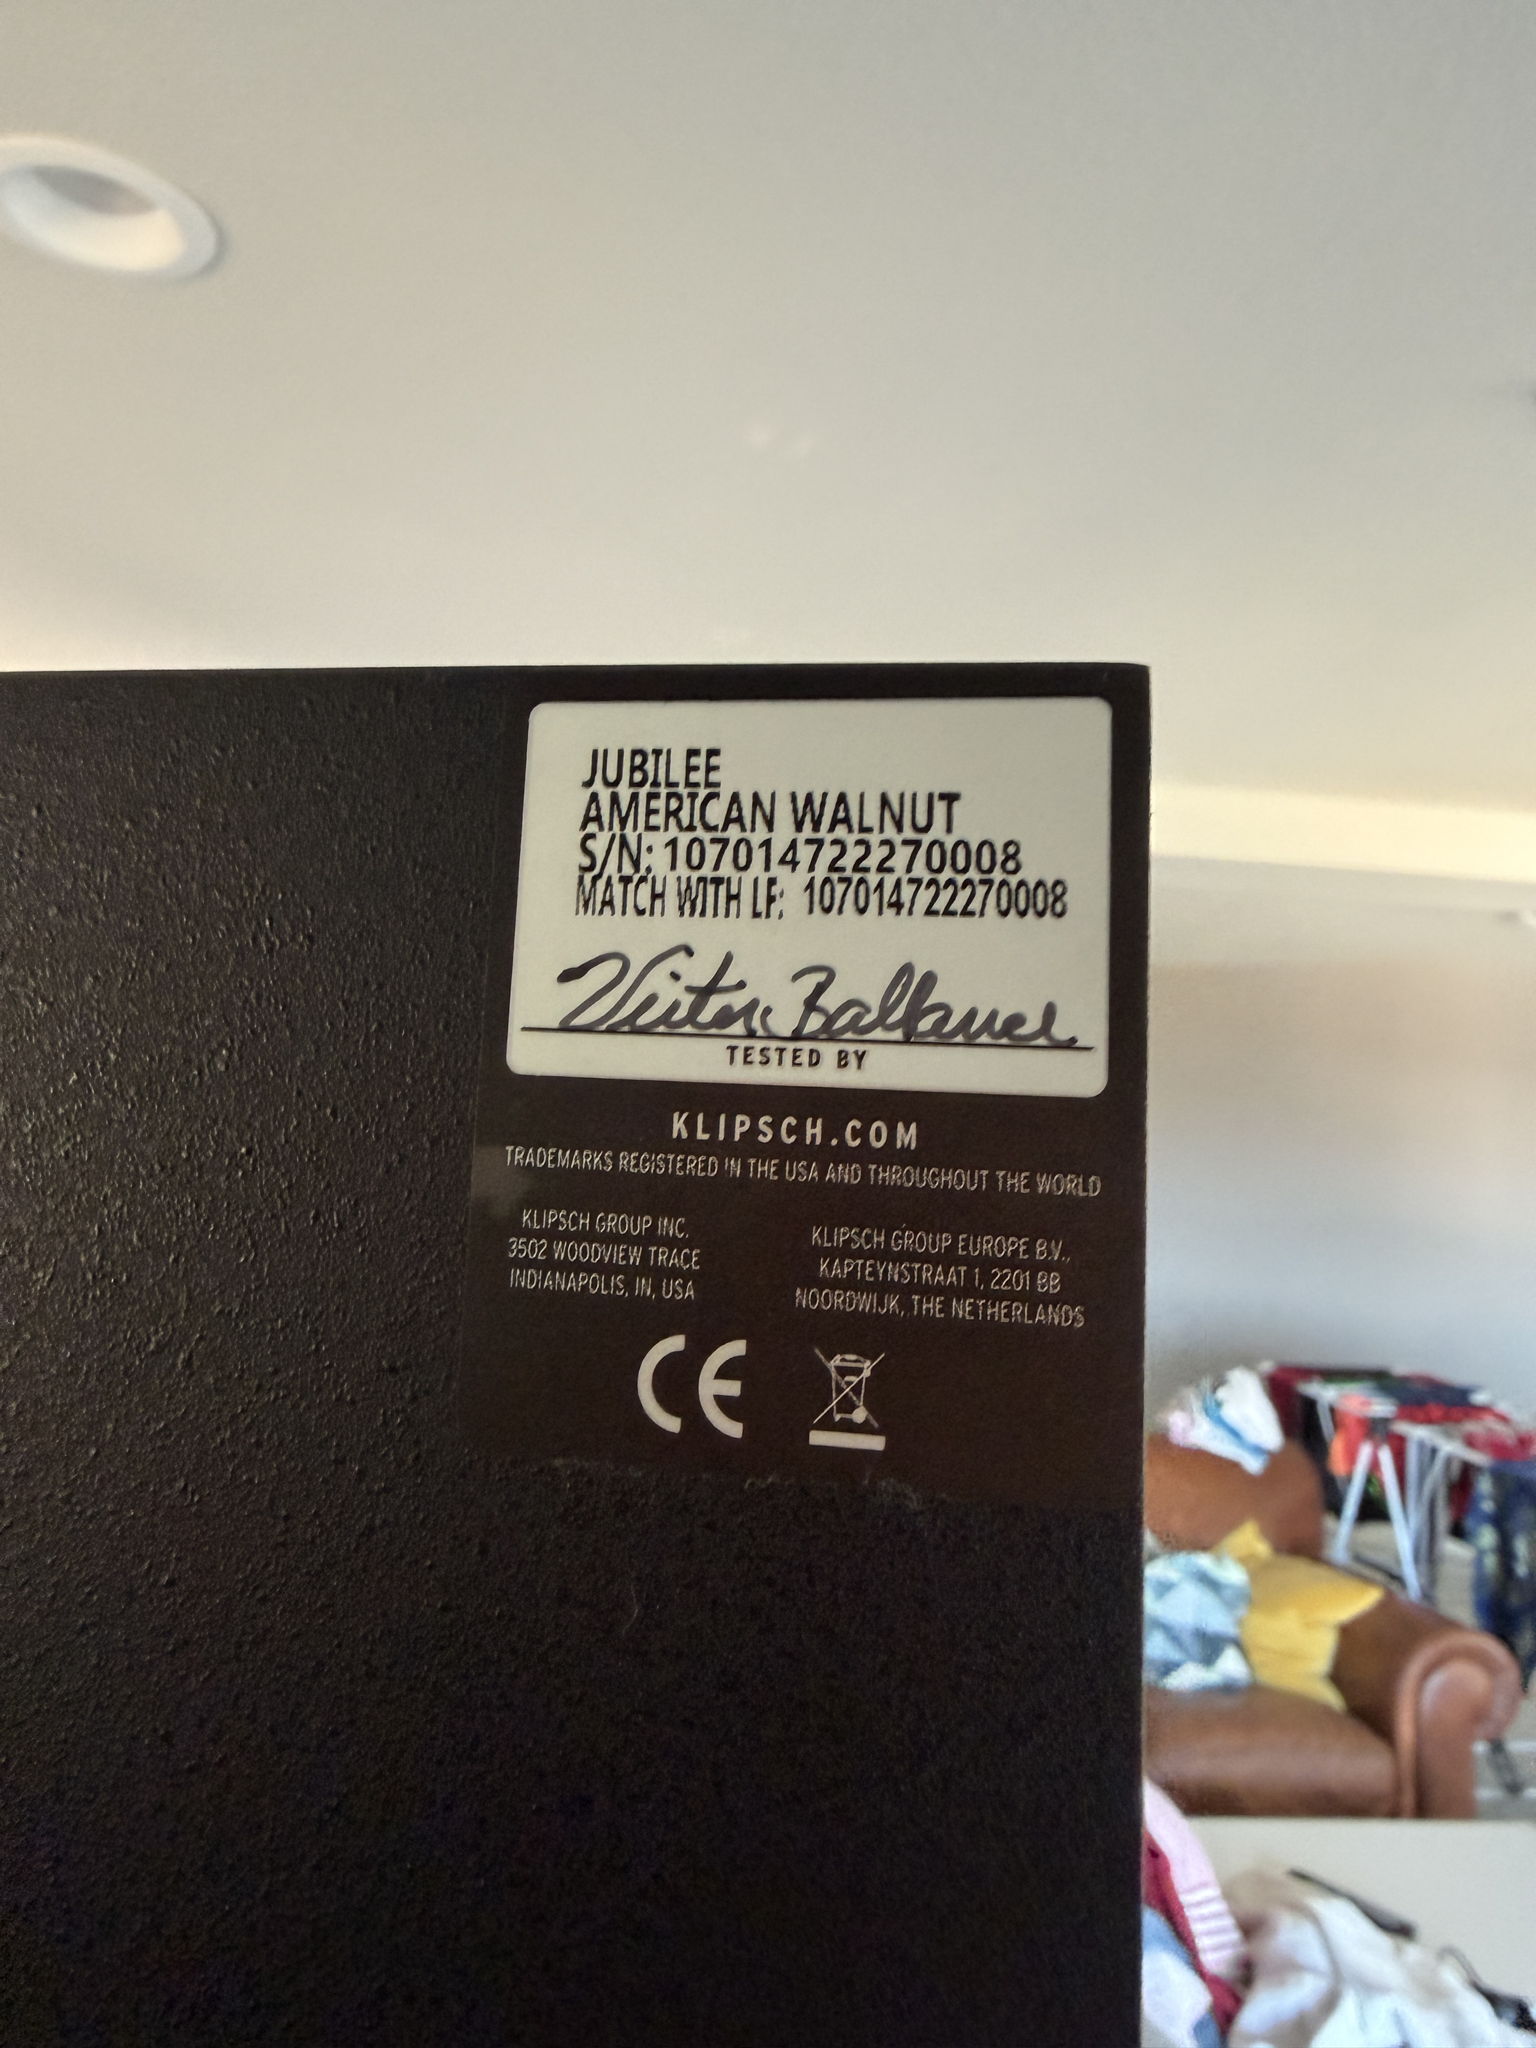 JUBILEE
AMERICAN WALNUT
S/N: 107014722270008
MATCH WITH LF: 107014722270008
Victor Ballance
TESTED BY
KLIPSCH.COM
TRADEMARKS REGISTERED IN THE USA AND THROUGHOUT THE WORLD
KLIPSCH GROUP INC.
3502 WOODVIEW TRACE
INDIANAPOLIS, IN, USA
KLIPSCH GROUP EUROPE B.V.,
KAPTEYNSTRAAT 1, 2201 BB
NOORDWIJK, THE NETHERLANDS
CE